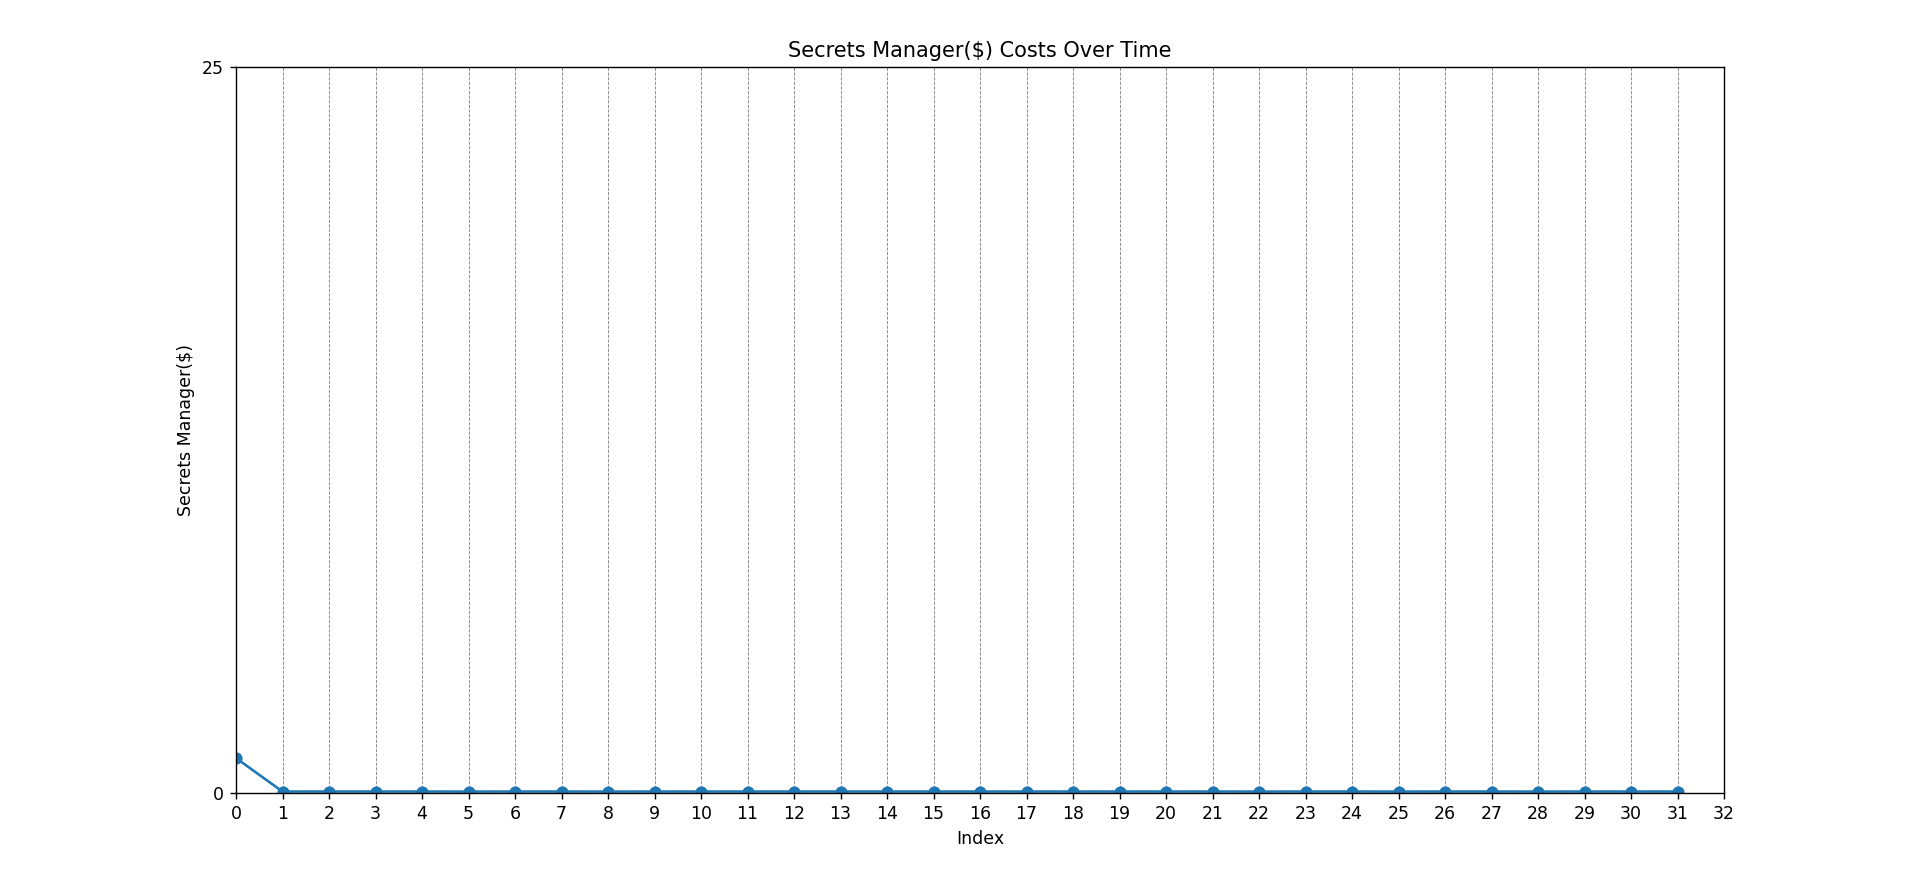 Secrets Manager($) Costs Over Time
25
Secrets Manager($)
0
0 1 2 3 4 5 6 7 8 9 10 11 12 13 14 15 16 17 18 19 20 21 22 23 24 25 26 27 28 29 30 31 32
Index